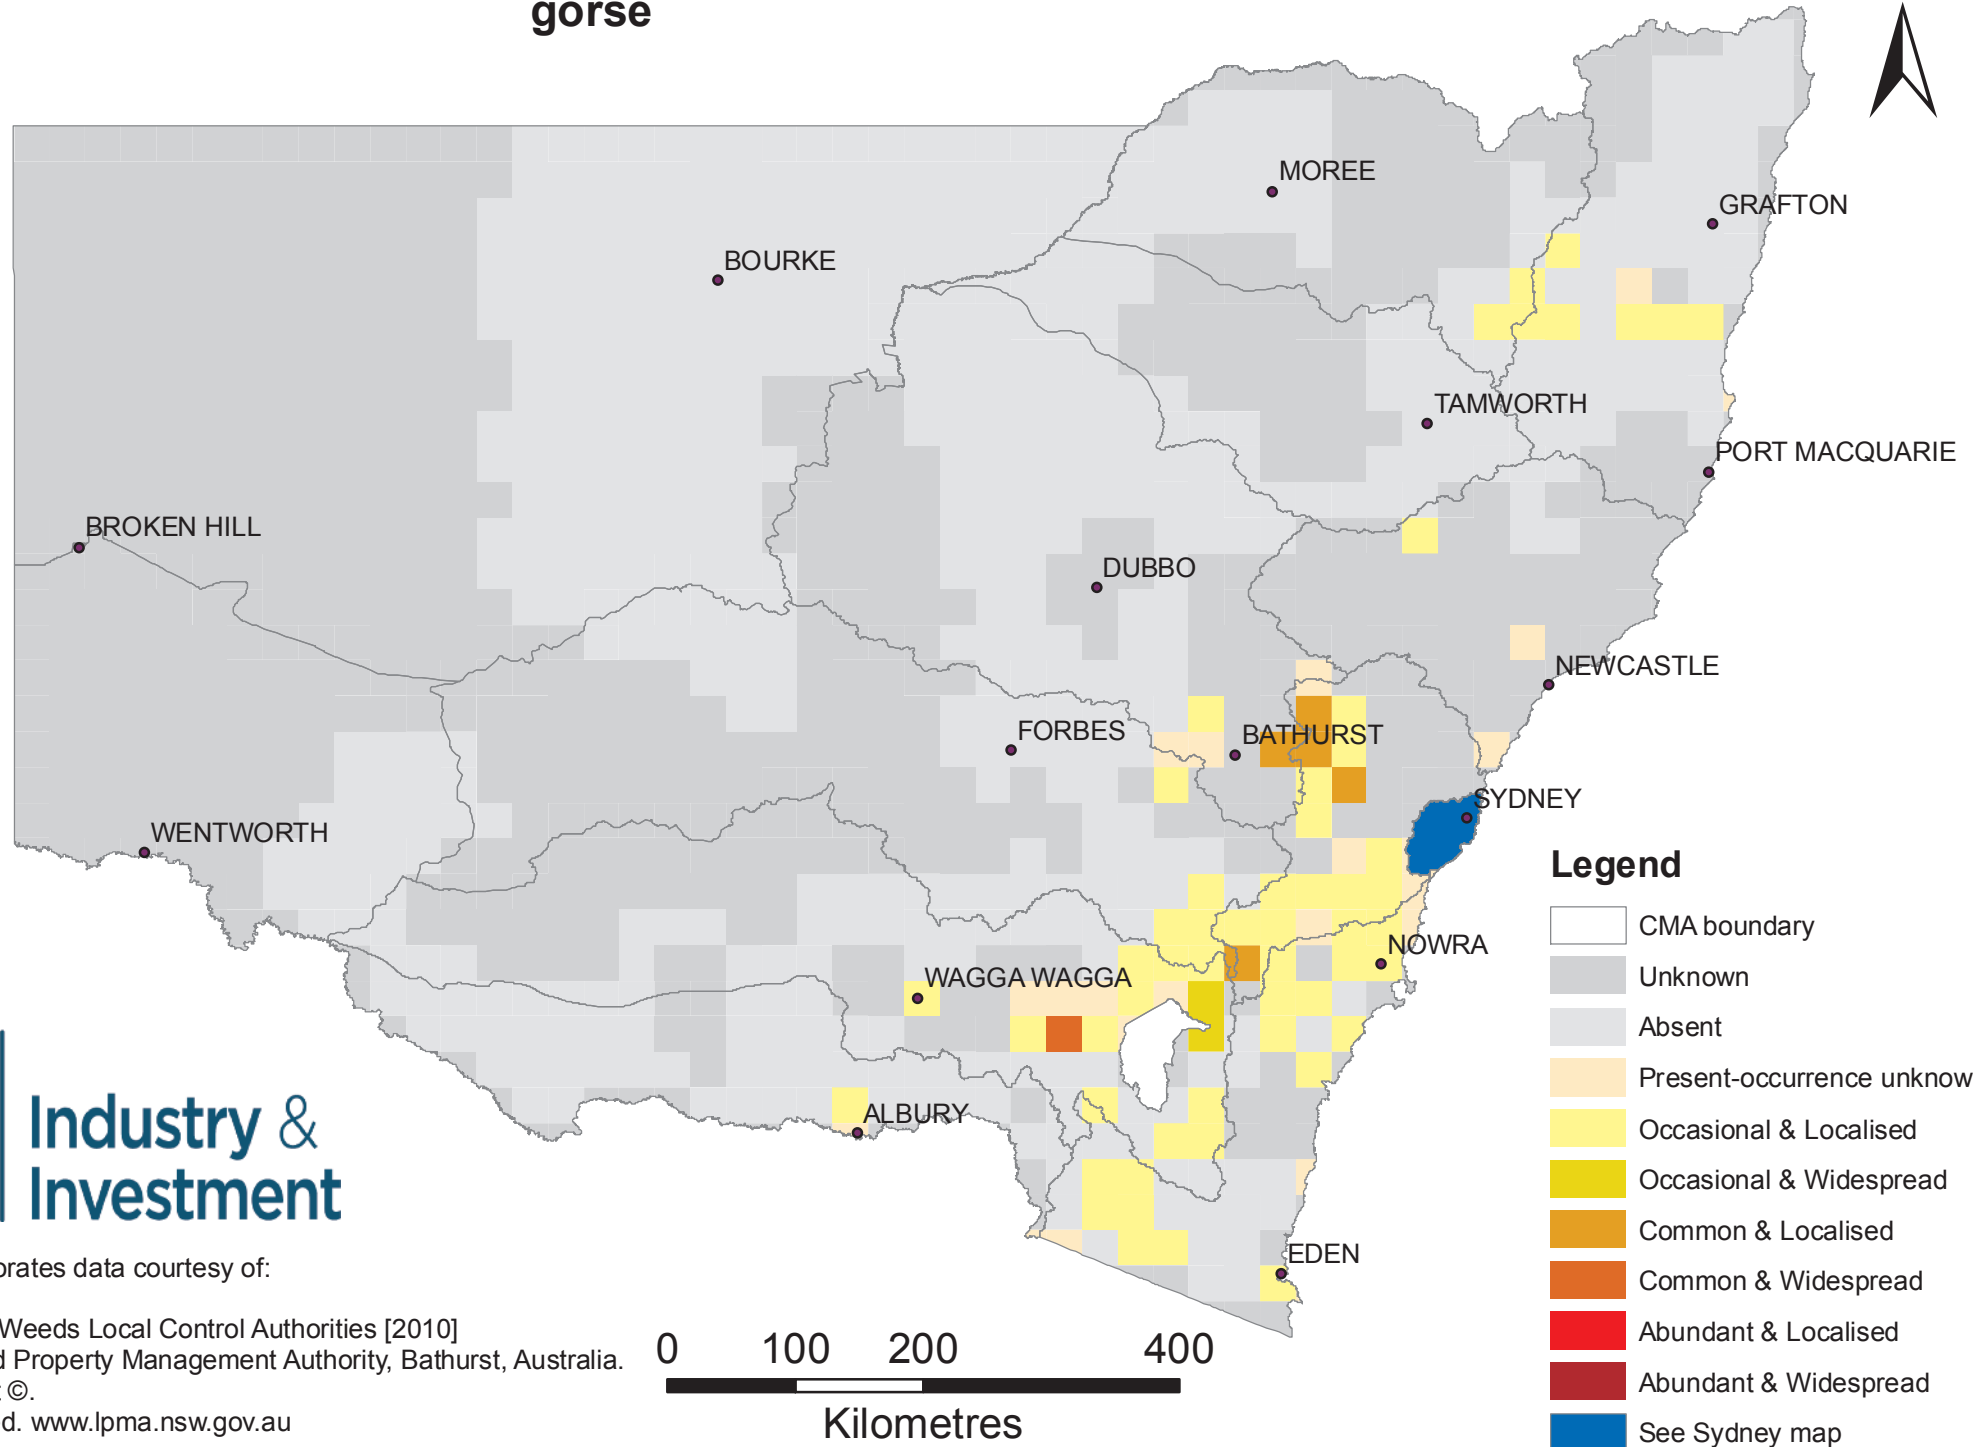 gorse
MOREE
GRAFTON
BOURKE
TAMWORTH
PORT MACQUARIE
BROKEN HILL
DUBBO
NEWCASTLE
FORBES
BATHURST
SYDNEY
WENTWORTH
NOWRA
WAGGA WAGGA
ALBURY
EDEN
Legend
CMA boundary
Unknown
Absent
Present-occurrence unknow
Occasional & Localised
Occasional & Widespread
Common & Localised
Common & Widespread
Abundant & Localised
Abundant & Widespread
See Sydney map
Industry &
Investment
orates data courtesy of:
Weeds Local Control Authorities [2010]
d Property Management Authority, Bathurst, Australia.
©.
d. www.lpma.nsw.gov.au
0 100 200 400
Kilometres